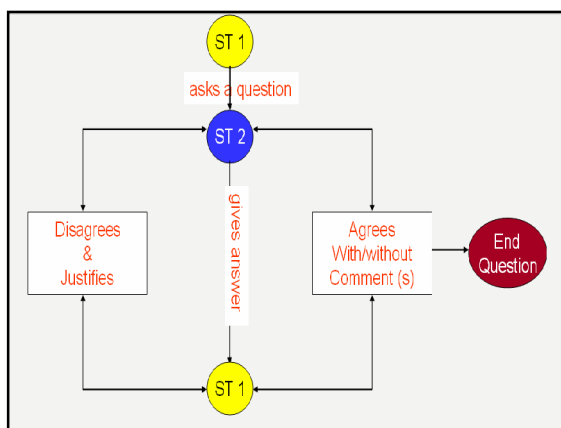 ST 1
asks a question
ST 2
gives answer
Disagrees
&
Justifies
Agrees
With/without
Comment (s)
End
Question
ST 1